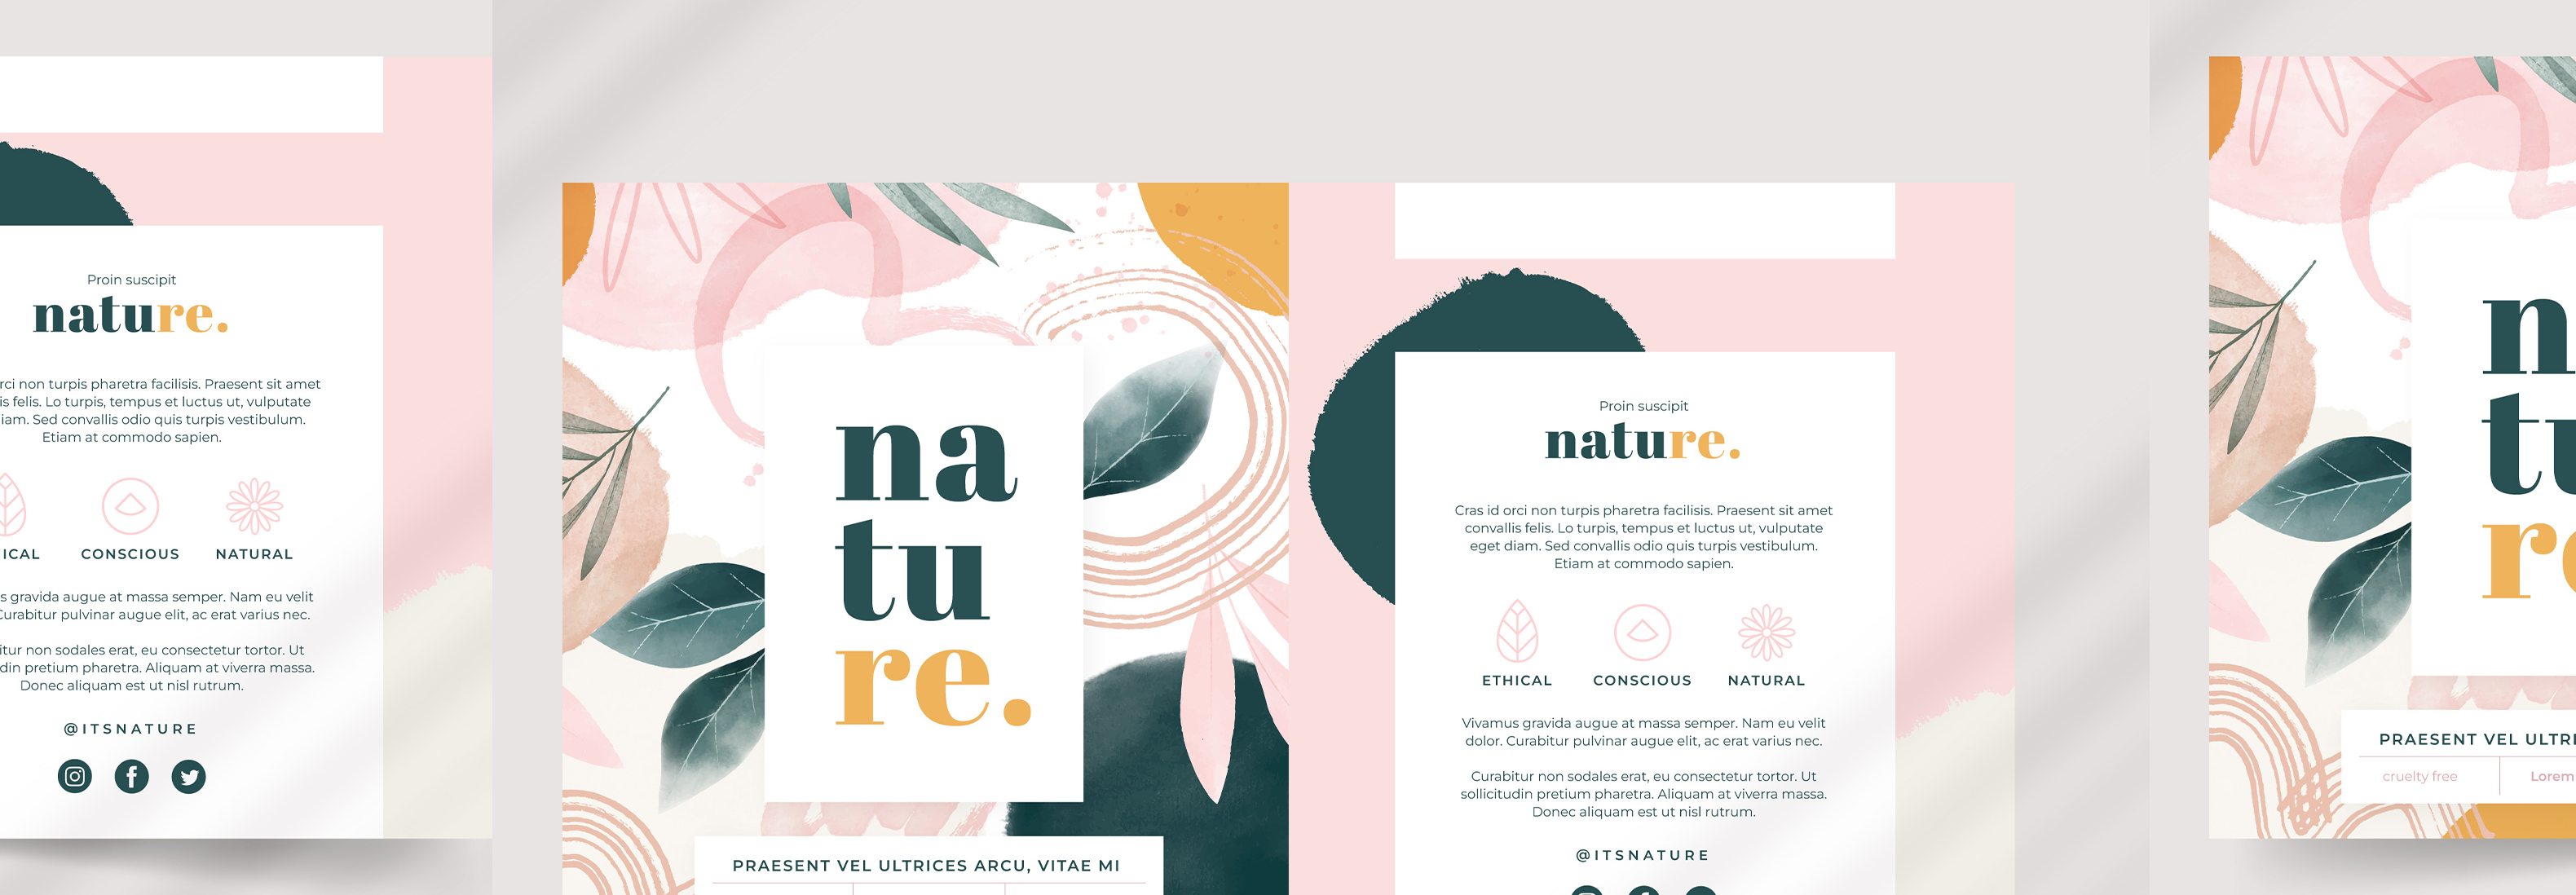 Proin suscipit
nature.
rci non turpis pharetra facilisis. Praesent sit amet
is felis. Lo turpis, tempus et luctus ut, vulputate
iam. Sed convallis odio quis turpis vestibulum.
Etiam at commodo sapien.
ICAL CONSCIOUS NATURAL
s gravida augue at massa semper. Nam eu velit
Curabitur pulvinar augue elit, ac erat varius nec.
itur non sodales erat, eu consectetur tortor. Ut
din pretium pharetra. Aliquam at viverra massa.
Donec aliquam est ut nisl rutrum.
@ITSNATURE
na
tu
re.
PRAESENT VEL ULTRICES ARCU, VITAE MI
Proin suscipit
nature.
Cras id orci non turpis pharetra facilisis. Praesent sit amet
convallis felis. Lo turpis, tempus et luctus ut, vulputate
eget diam. Sed convallis odio quis turpis vestibulum.
Etiam at commodo sapien.
ETHICAL CONSCIOUS NATURAL
Vivamus gravida augue at massa semper. Nam eu velit
dolor. Curabitur pulvinar augue elit, ac erat varius nec.
Curabitur non sodales erat, eu consectetur tortor. Ut
sollicitudin pretium pharetra. Aliquam at viverra massa.
Donec aliquam est ut nisl rutrum.
@ITSNATURE
n
tu
re
PRAESENT VEL ULTRI
cruelty free Lorem